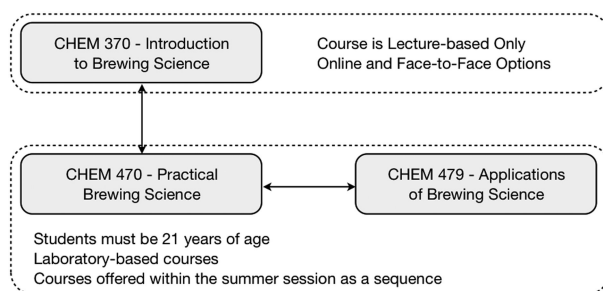 CHEM 370 - Introduction
to Brewing Science
Course is Lecture-based Only
Online and Face-to-Face Options
CHEM 470 - Practical
Brewing Science
CHEM 479 - Applications
of Brewing Science
Students must be 21 years of age
Laboratory-based courses
Courses offered within the summer session as a sequence